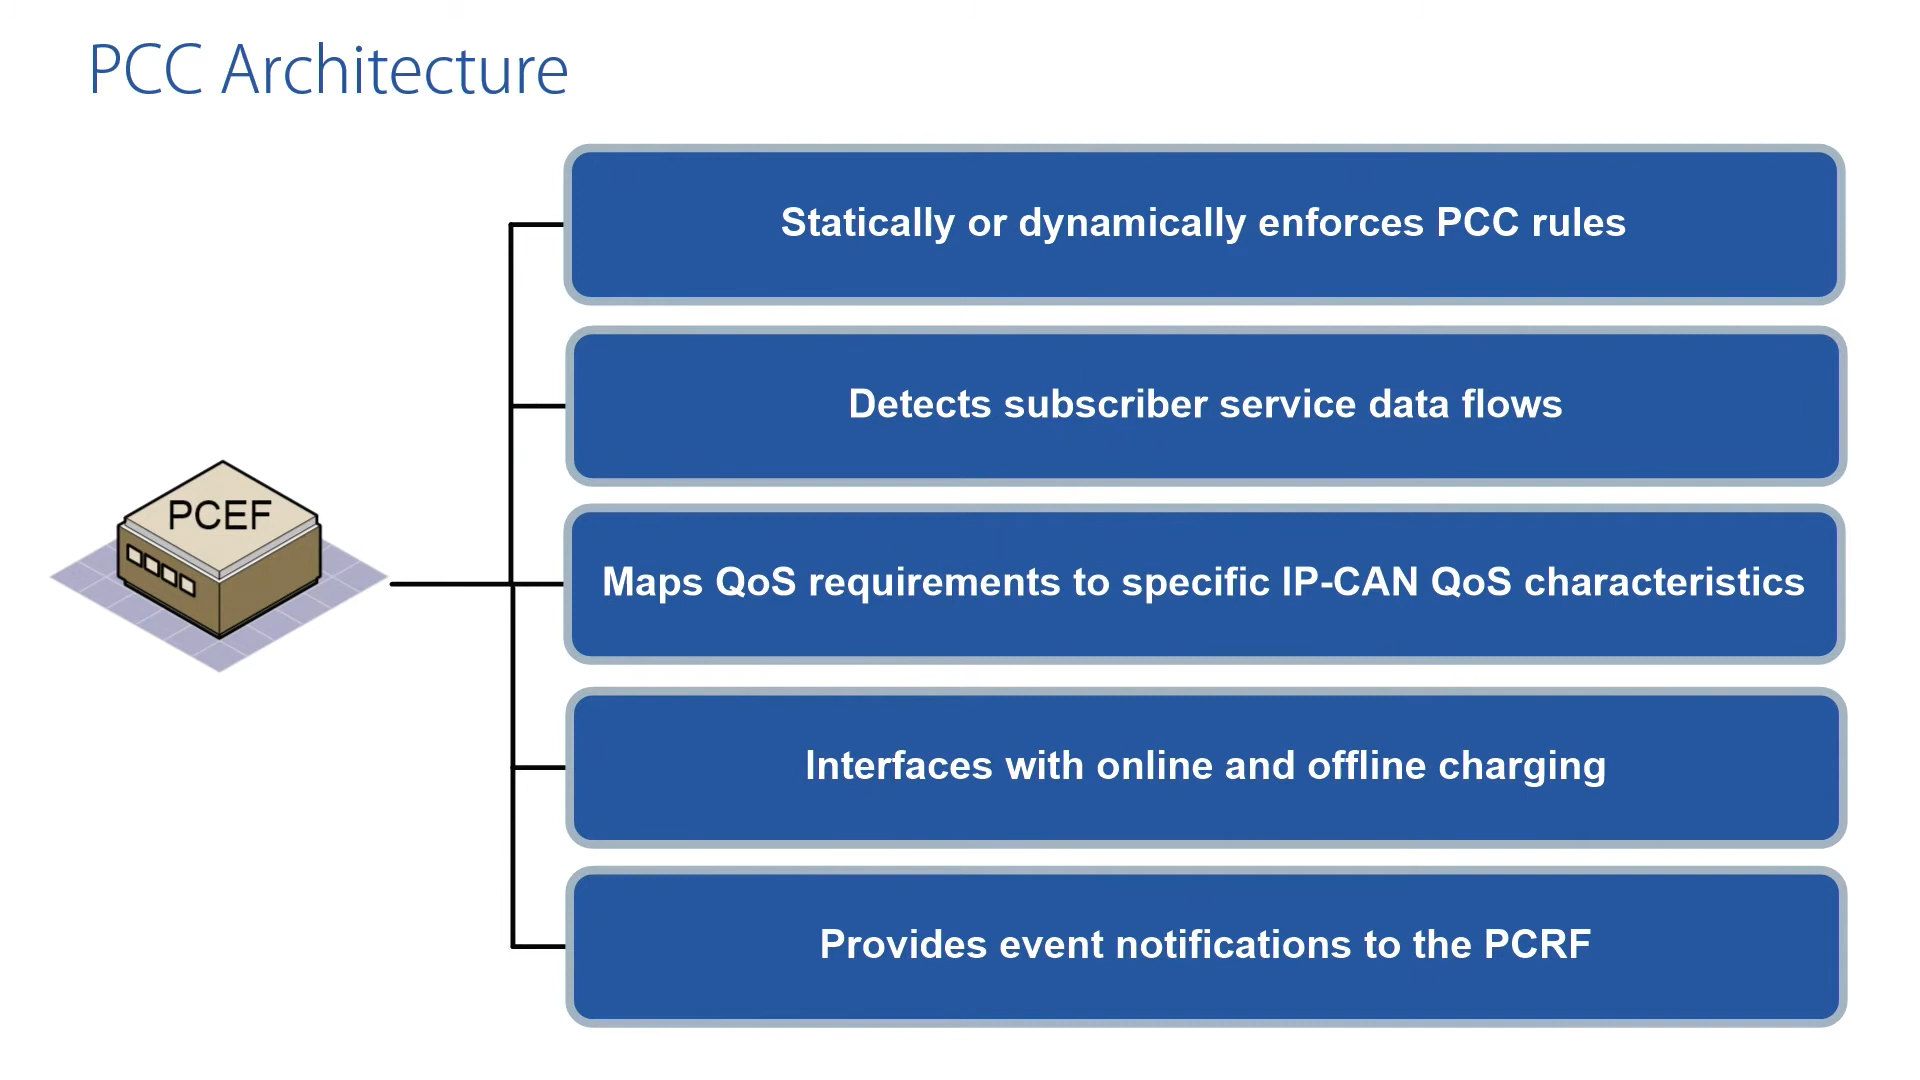 PCC Architecture
Statically or dynamically enforces PCC rules
Detects subscriber service data flows
PCEF
Maps QoS requirements to specific IP-CAN QoS characteristics
Interfaces with online and offline charging
Provides event notifications to the PCRF